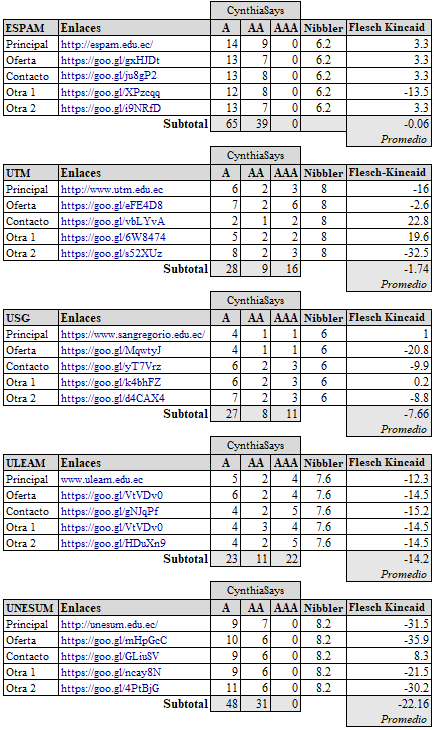 CynthiaSays
ESPAM Enlaces A AA AAA Nibbler Flesch Kincaid
Principal http://espam.edu.ec/ 14 9 0 6.2 3.3
Oferta https://goo.gl/gxHJDt 13 7 0 6.2 3.3
Contacto https://goo.gl/ju8gP2 13 8 0 6.2 3.3
Otra 1 https://goo.gl/XPzcqq 12 8 0 6.2 -13.5
Otra 2 https://goo.gl/i9NRfD 13 7 0 6.2 3.3
Subtotal 65 39 0 -0.06
Promedio
CynthiaSays
UTM Enlaces A AA AAA Nibbler Flesch-Kincaid
Principal http://www.utm.edu.ec 6 2 3 8 -16
Oferta https://goo.gl/eFE4D8 7 2 6 8 -2.6
Contacto https://goo.gl/vbLYvA 2 1 2 8 22.8
Otra 1 https://goo.gl/6W8474 5 2 2 8 19.6
Otra 2 https://goo.gl/s52XUz 8 2 3 8 -32.5
Subtotal 28 9 16 -1.74
Promedio
CynthiaSays
USG Enlaces A AA AAA Nibbler Flesch Kincaid
Principal https://www.sangregorio.edu.ec/ 4 1 1 6 1
Oferta https://goo.gl/MqwtyJ 4 1 1 6 -20.8
Contacto https://goo.gl/yT7Vrz 6 2 3 6 -9.9
Otra 1 https://goo.gl/k4bhFZ 6 2 3 6 0.2
Otra 2 https://goo.gl/d4CAX4 7 2 3 6 -8.8
Subtotal 27 8 11 -7.66
Promedio
CynthiaSays
ULEAM Enlaces A AA AAA Nibbler Flesch Kincaid
Principal www.uleam.edu.ec 5 2 4 7.6 -12.3
Oferta https://goo.gl/VtVDv0 6 2 4 7.6 -14.5
Contacto https://goo.gl/gNJqPf 4 2 5 7.6 -15.2
Otra 1 https://goo.gl/VtVDv0 4 3 4 7.6 -14.5
Otra 2 https://goo.gl/HDuXn9 4 2 5 7.6 -14.5
Subtotal 23 11 22 -14.2
Promedio
CynthiaSays
UNESUM Enlaces A AA AAA Nibbler Flesch Kincaid
Principal http://unesum.edu.ec/ 9 7 0 8.2 -31.5
Oferta https://goo.gl/mHpGcC 10 6 0 8.2 -35.9
Contacto https://goo.gl/GLiu8V 9 6 0 8.2 8.3
Otra 1 https://goo.gl/ncay8N 9 6 0 8.2 -21.5
Otra 2 https://goo.gl/4PtBjG 11 6 0 8.2 -30.2
Subtotal 48 31 0 -22.16
Promedio